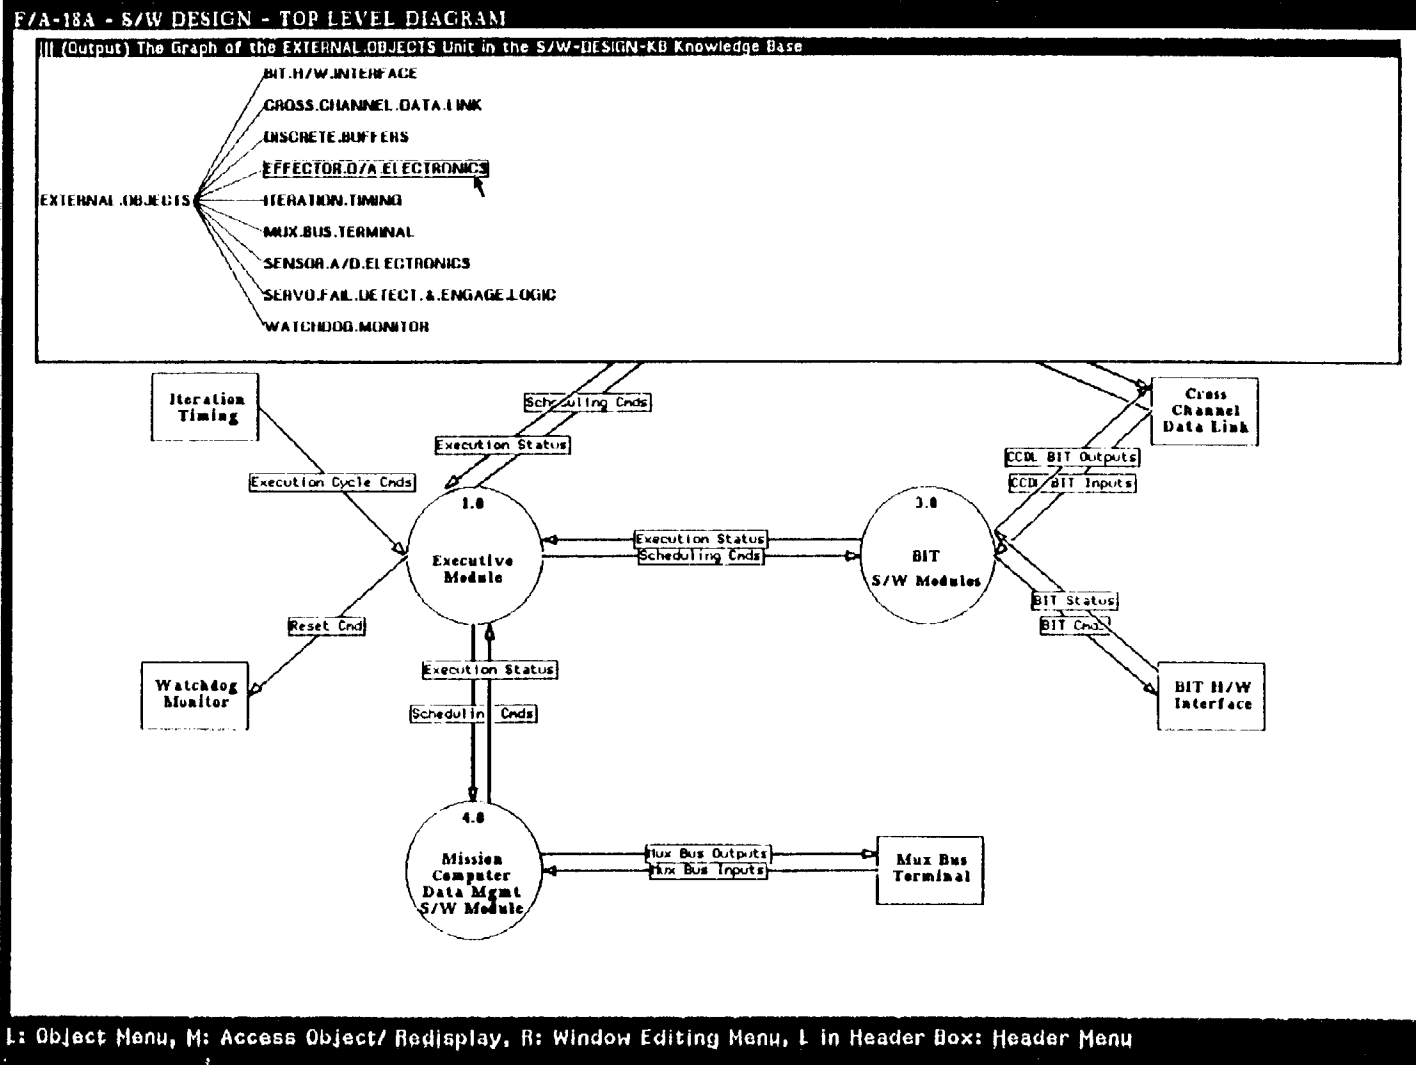 F/A-18A - S/W DESIGN - TOP LEVEL DIAGRAM
(Output) The Graph of the EXTERNAL.OBJECTS Unit in the S/W-DESIGN-KB Knowledge Base
BIT.H/W.INTERFACE
CROSS.CHANNEL.DATA.LINK
DISCRETE.BUFFERS
EFFECTOR.D/A.ELECTRONICS
EXTERNAL.OBJECTS
ITERATION.TIMING
MUX.BUS.TERMINAL
SENSOR.A/D.ELECTRONICS
SERVO.FAIL.DETECT.&.ENGAGE.LOGIC
WATCHDOG.MONITOR
Iteration
Timing
Scheduling Cmds
Execution Status
Cross
Channel
Data Link
CCDL BIT Outputs
CCDL BIT Inputs
Execution Cycle Cmds
1.0
Executive
Module
Execution Status
Scheduling Cmds
3.0
BIT
S/W Modules
BIT Status
BIT Cmds
Reset Cmd
Watchdog
Monitor
Execution Status
Scheduling Cmds
BIT H/W
Interface
4.0
Mission
Computer
Data Mgmt
S/W Module
Mux Bus Outputs
Mux Bus Inputs
Mux Bus
Terminal
L: Object Menu, M: Access Object/ Redisplay, R: Window Editing Menu, L in Header Box: Header Menu